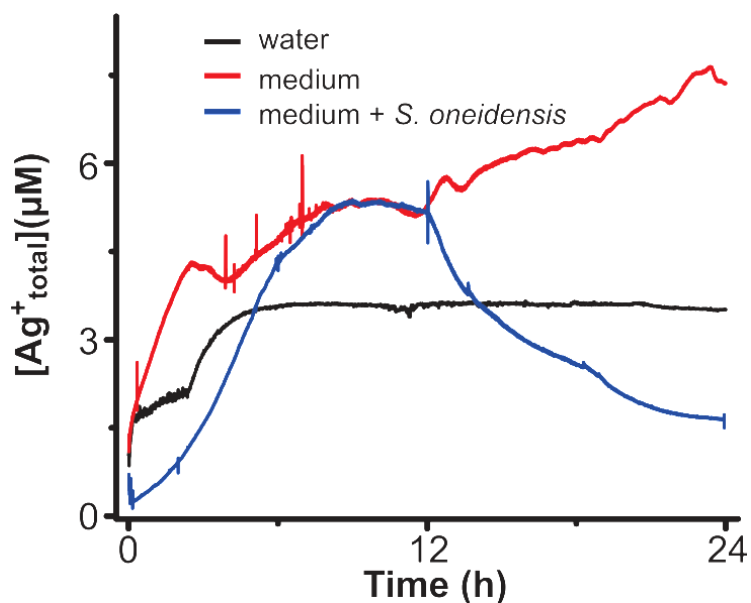 water
medium
medium + S. oneidensis
[Ag⁺total](μM)
6
3
0
0
12
24
Time (h)